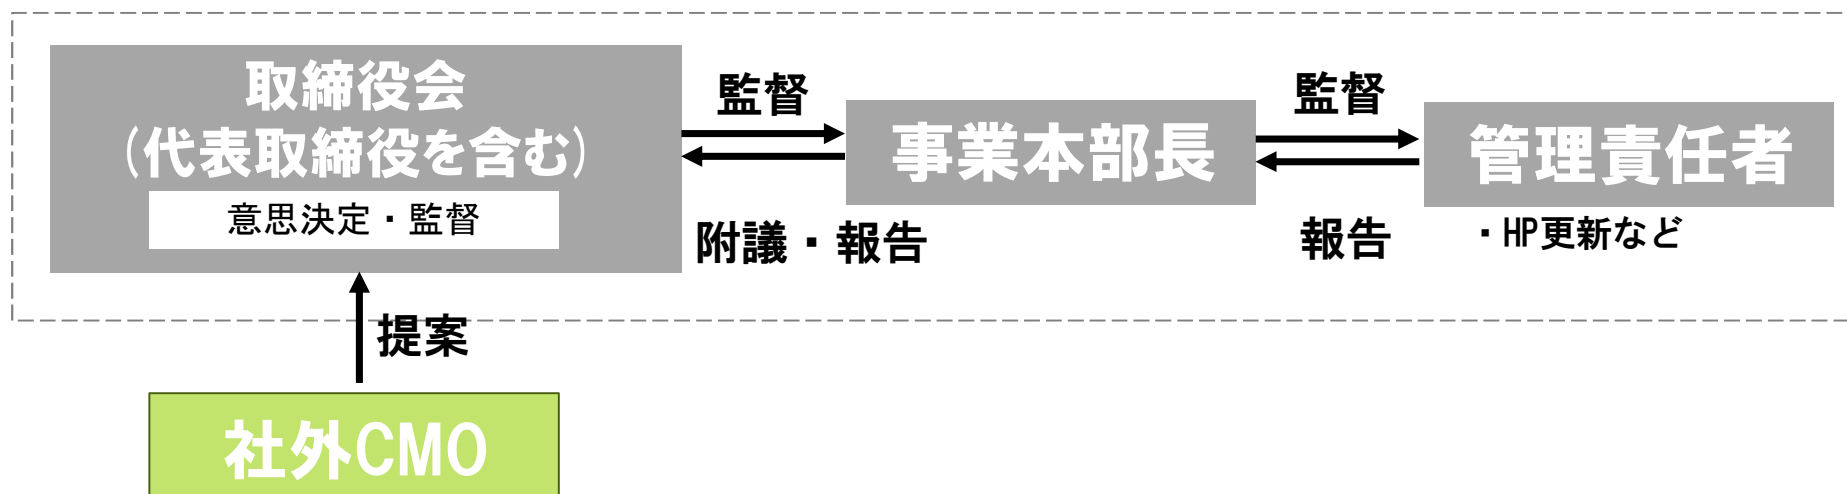 取締役会
(代表取締役を含む)
意思決定・監督
監督
附議・報告
事業本部長
監督
報告
管理責任者
・HP更新など
提案
社外CMO